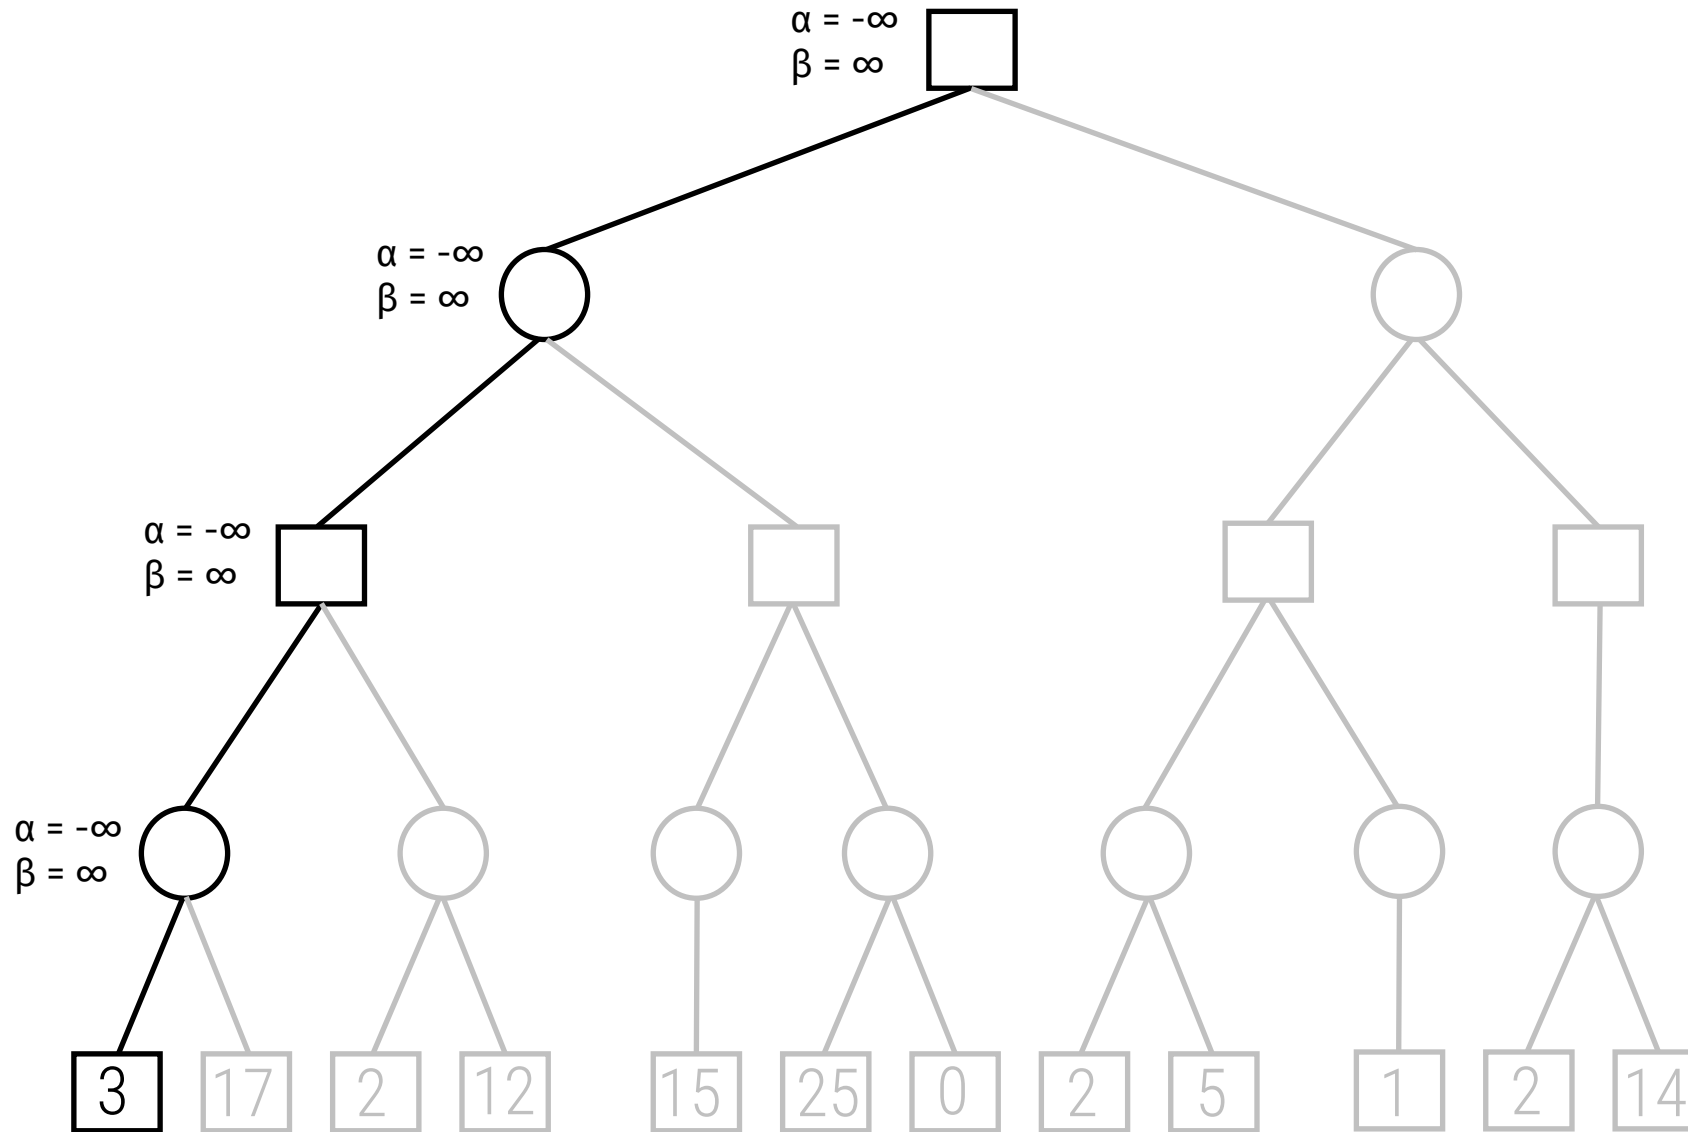 α = -∞
β = ∞
α = -∞
β = ∞
α = -∞
β = ∞
α = -∞
β = ∞
3 17 2 12 15 25 0 2 5 1 2 14